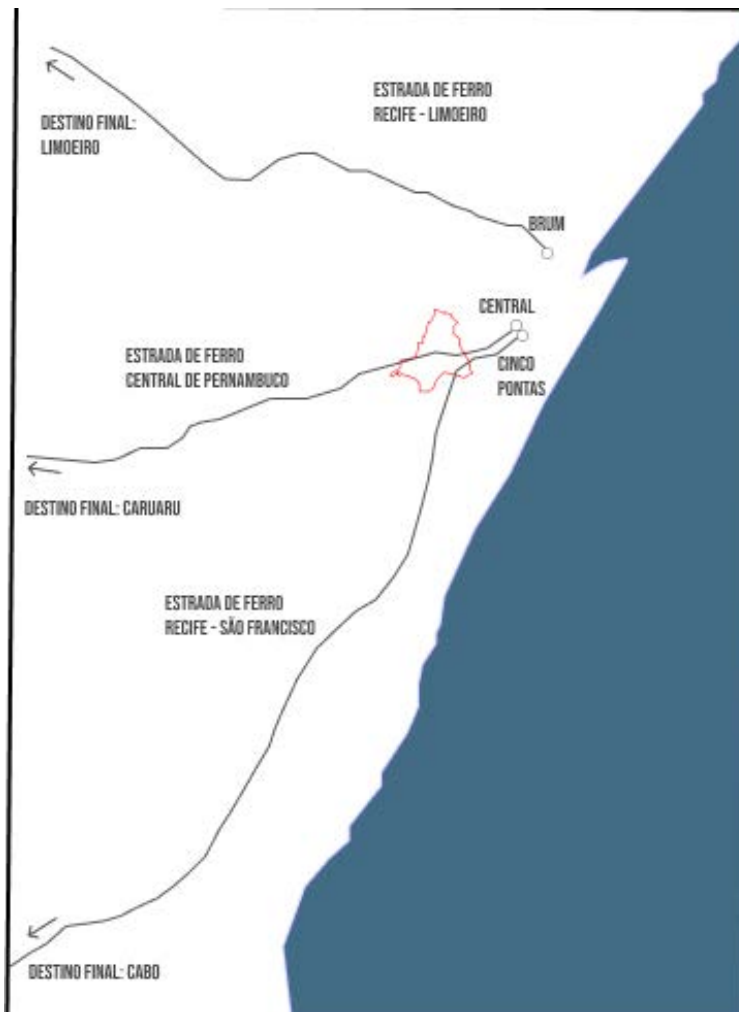 ESTRADA DE FERRO
RECIFE - LIMOEIRO
DESTINO FINAL:
LIMOEIRO
BRUM
CENTRAL
CINCO
PONTAS
ESTRADA DE FERRO
CENTRAL DE PERNAMBUCO
DESTINO FINAL: CARUARU
ESTRADA DE FERRO
RECIFE - SÃO FRANCISCO
DESTINO FINAL: CABO